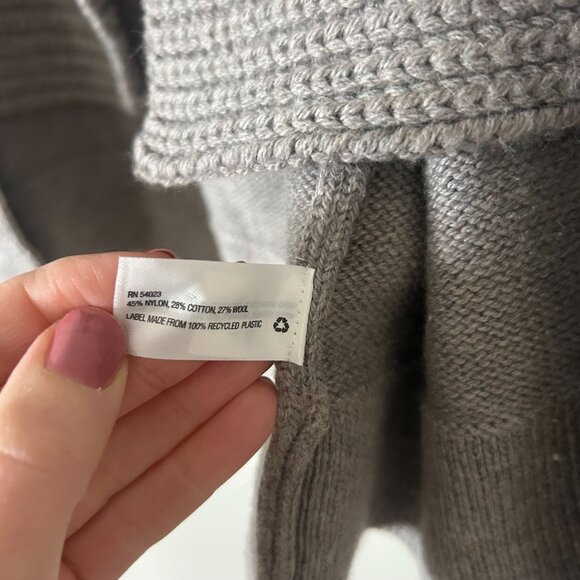 RN 54023
45% NYLON, 28% COTTON, 27% WOOL
LABEL MADE FROM 100% RECYCLED PLASTIC